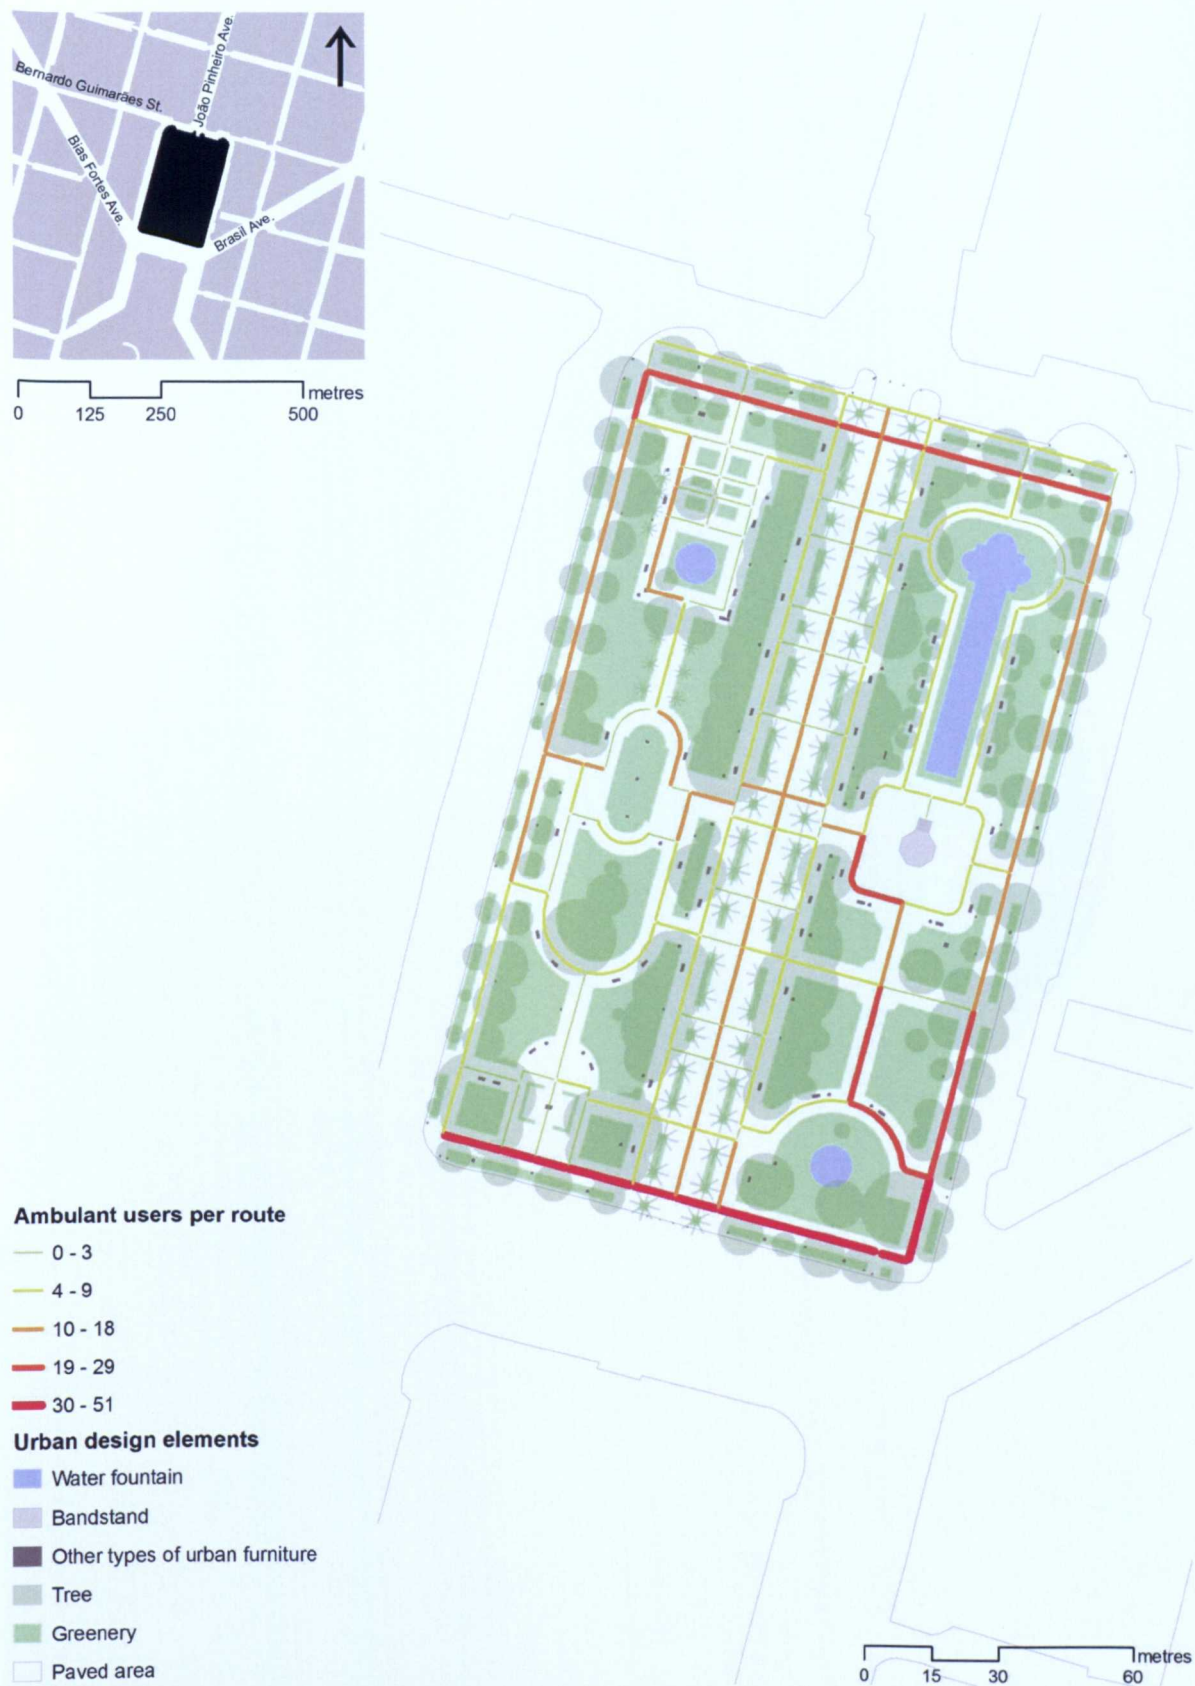 Bernardo Guimarães St.
João Pinheiro Ave.
Bias Fortes Ave.
Brasil Ave.
metres
0 125 250 500
Ambulant users per route
0 - 3
4 - 9
10 - 18
19 - 29
30 - 51
Urban design elements
Water fountain
Bandstand
Other types of urban furniture
Tree
Greenery
Paved area
metres
0 15 30 60